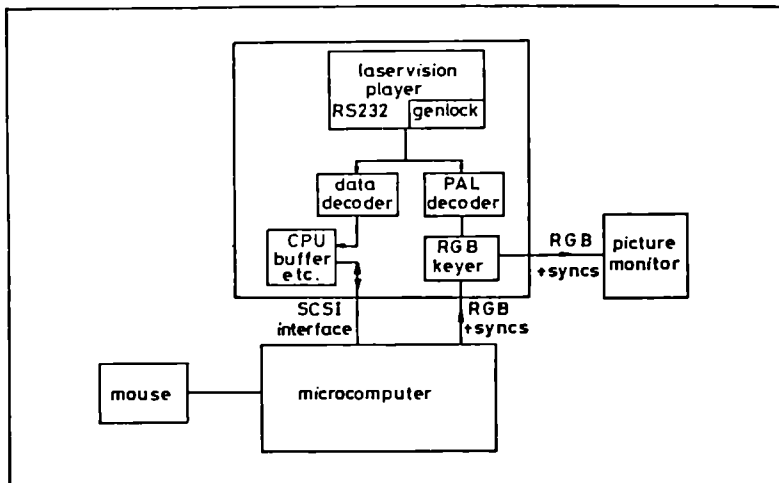 laservision
player
RS232 genlock
data
decoder
PAL
decoder
CPU
buffer
etc.
RGB
keyer
RGB
+syncs
picture
monitor
SCSI
interface
RGB
+syncs
mouse
microcomputer